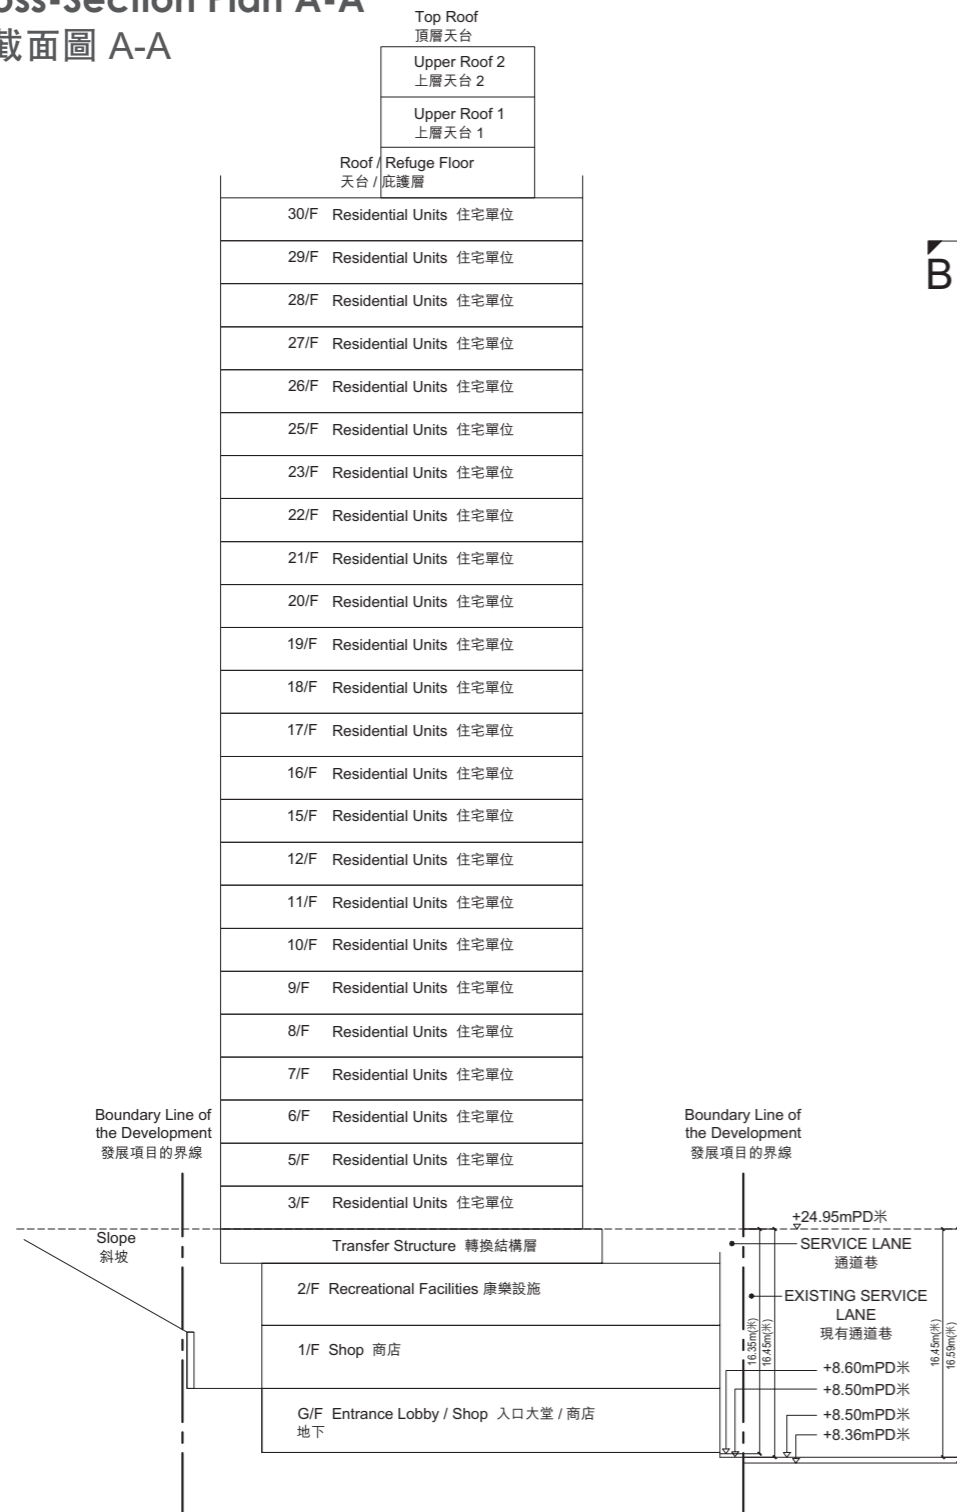 oss-Section Plan A-A
截面圖 A-A
Top Roof
頂層天台
Upper Roof 2
上層天台 2
Upper Roof 1
上層天台 1
Roof / Refuge Floor
天台 / 庇護層
B
30/F Residential Units 住宅單位
29/F Residential Units 住宅單位
28/F Residential Units 住宅單位
27/F Residential Units 住宅單位
26/F Residential Units 住宅單位
25/F Residential Units 住宅單位
23/F Residential Units 住宅單位
22/F Residential Units 住宅單位
21/F Residential Units 住宅單位
20/F Residential Units 住宅單位
19/F Residential Units 住宅單位
18/F Residential Units 住宅單位
17/F Residential Units 住宅單位
16/F Residential Units 住宅單位
15/F Residential Units 住宅單位
12/F Residential Units 住宅單位
11/F Residential Units 住宅單位
10/F Residential Units 住宅單位
9/F Residential Units 住宅單位
8/F Residential Units 住宅單位
7/F Residential Units 住宅單位
6/F Residential Units 住宅單位
5/F Residential Units 住宅單位
3/F Residential Units 住宅單位
Boundary Line of
the Development
發展項目的界線
Boundary Line of
the Development
發展項目的界線
Slope
斜坡
Transfer Structure 轉換結構層
2/F Recreational Facilities 康樂設施
1/F Shop 商店
G/F Entrance Lobby / Shop 入口大堂 / 商店
地下
+24.95mPD米
SERVICE LANE
通道巷
EXISTING SERVICE
LANE
現有通道巷
16.35m(米)
16.45m(米)
16.45m(米)
16.59m(米)
+8.60mPD米
+8.50mPD米
+8.50mPD米
+8.36mPD米